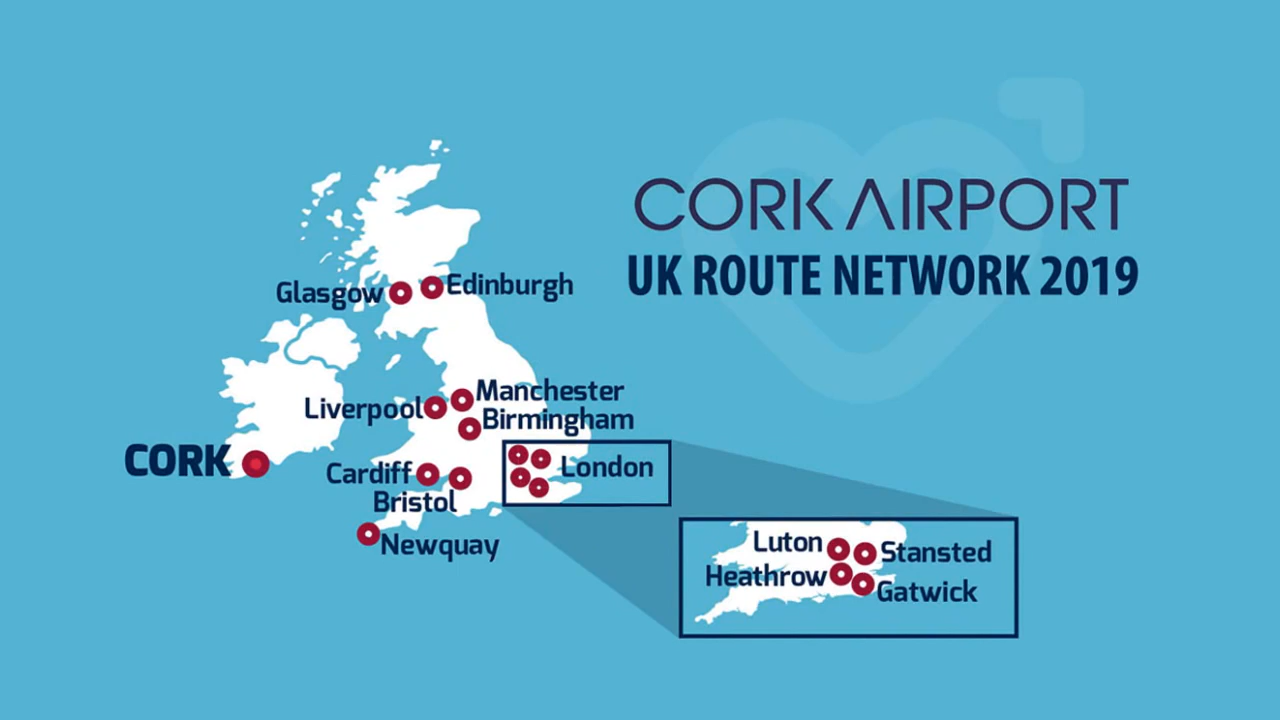 CORK AIRPORT
UK ROUTE NETWORK 2019
Glasgow
Edinburgh
Manchester
Liverpool
Birmingham
CORK
London
Cardiff
Bristol
Newquay
Luton
Stansted
Heathrow
Gatwick